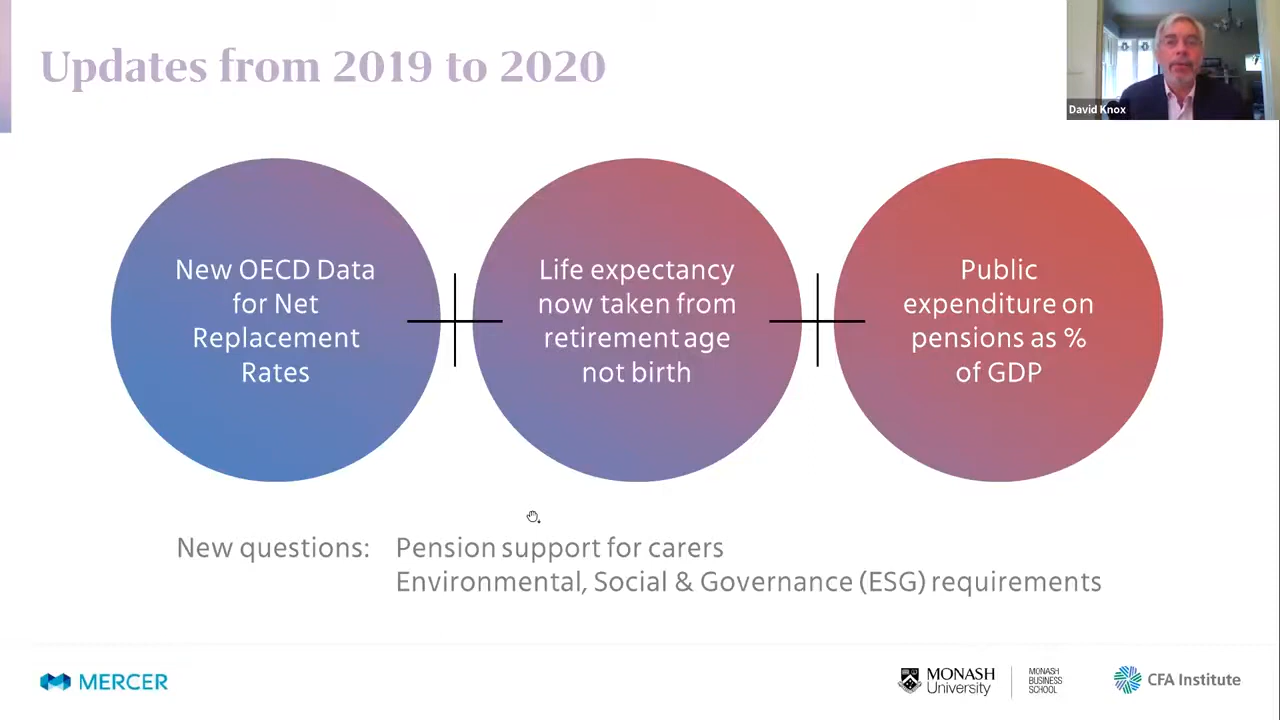 Updates from 2019 to 2020
David Knox
New OECD Data
for Net
Replacement
Rates
Life expectancy
now taken from
retirement age
not birth
Public
expenditure on
pensions as %
of GDP
New questions: Pension support for carers
Environmental, Social & Governance (ESG) requirements
MERCER
MONASH
University
MONASH
BUSINESS
SCHOOL
CFA Institute